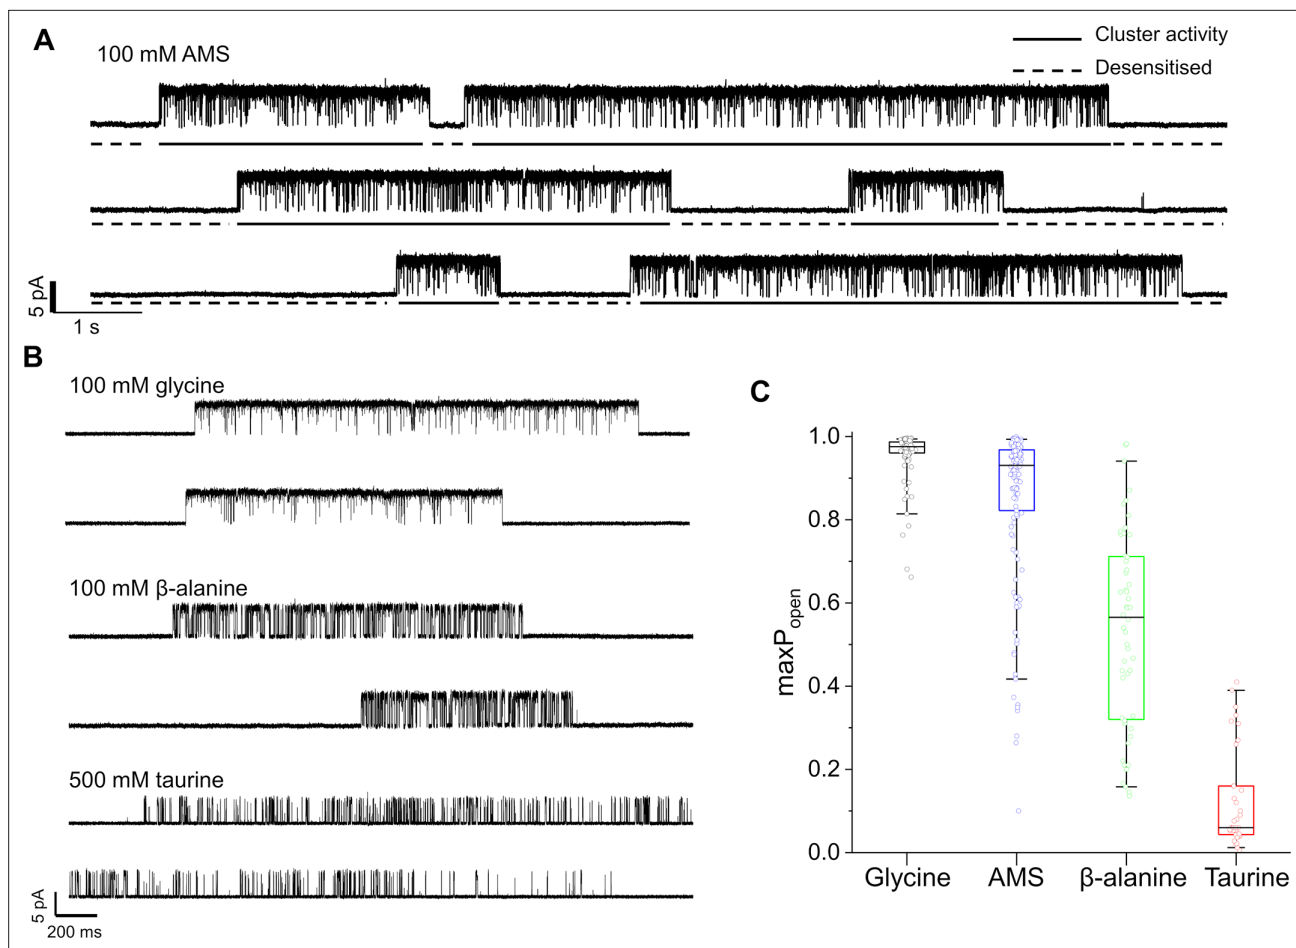 A
100 mM AMS
Cluster activity
Desensitised
5 pA
1 s
B
100 mM glycine
100 mM β-alanine
500 mM taurine
5 pA
200 ms
C
maxPopen
1.0
0.8
0.6
0.4
0.2
0.0
Glycine AMS β-alanine Taurine